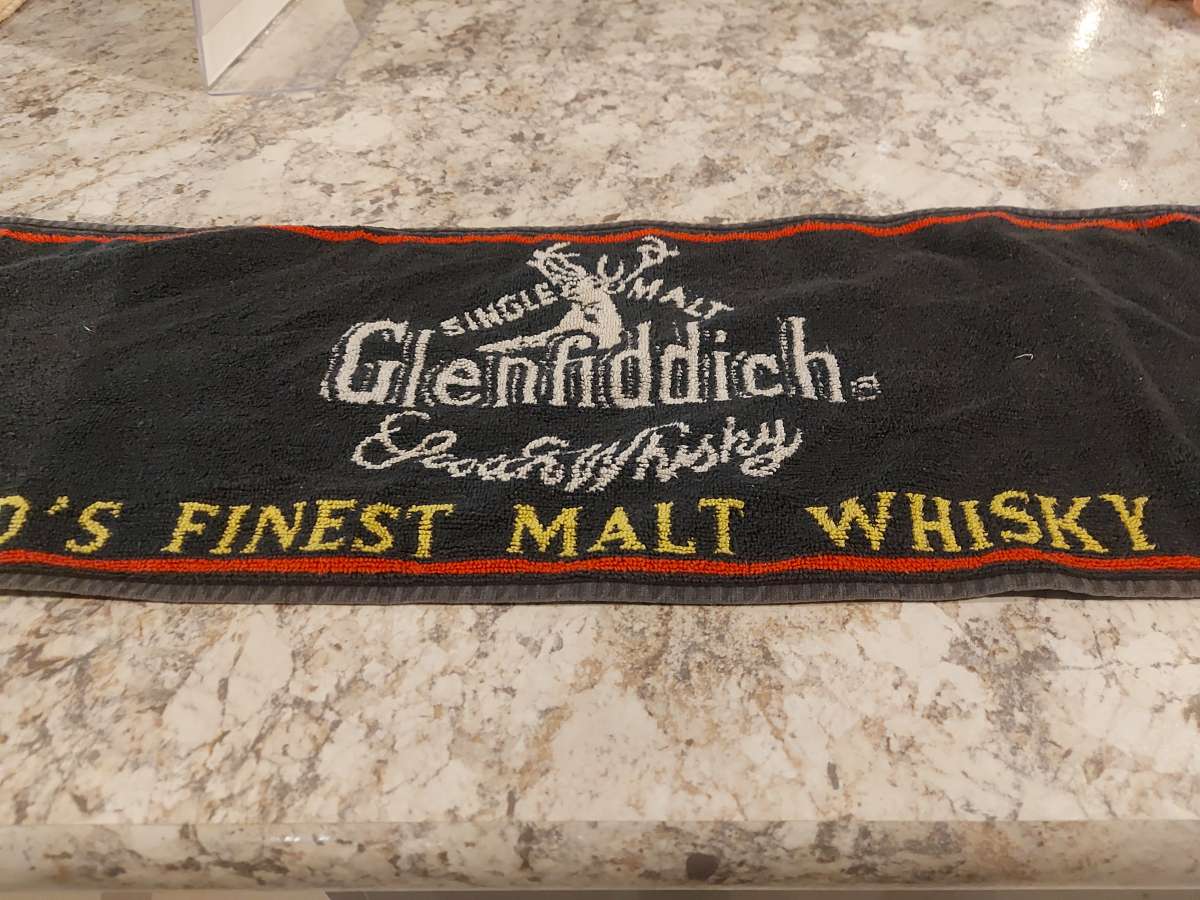 SINGLE MALT
Glenfiddich®
Scotch Whisky
D'S FINEST MALT WHISKY